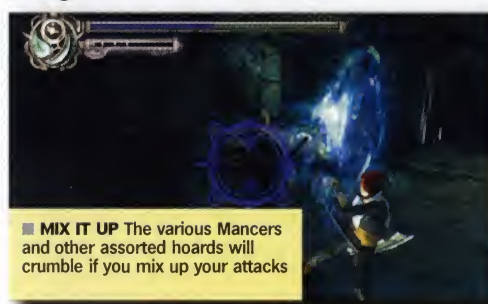 ■ MIX IT UP The various Mancers
and other assorted hoards will
crumble if you mix up your attacks